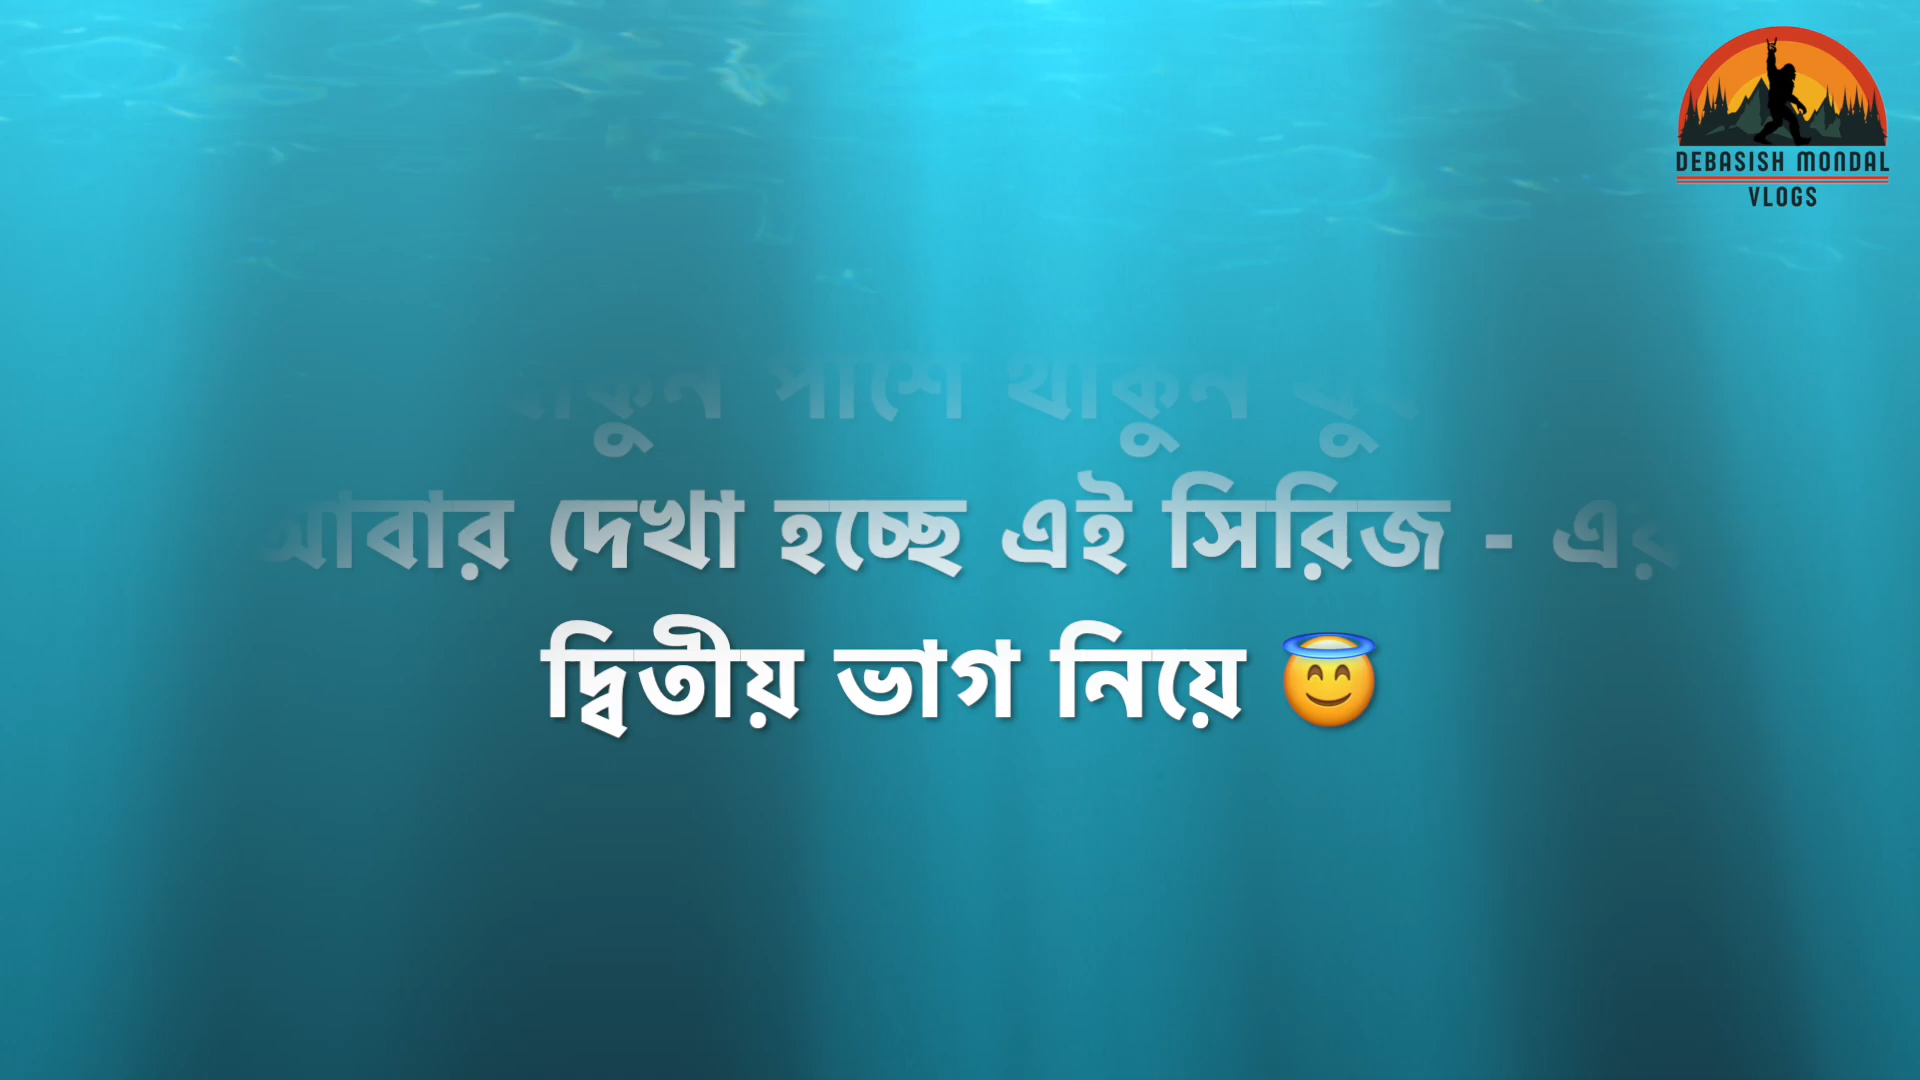 থাকুন পাশে থাকুন খুব
আবার দেখা হচ্ছে এই সিরিজ - এর
দ্বিতীয় ভাগ নিয়ে 😇
DEBASISH MONDAL
VLOGS